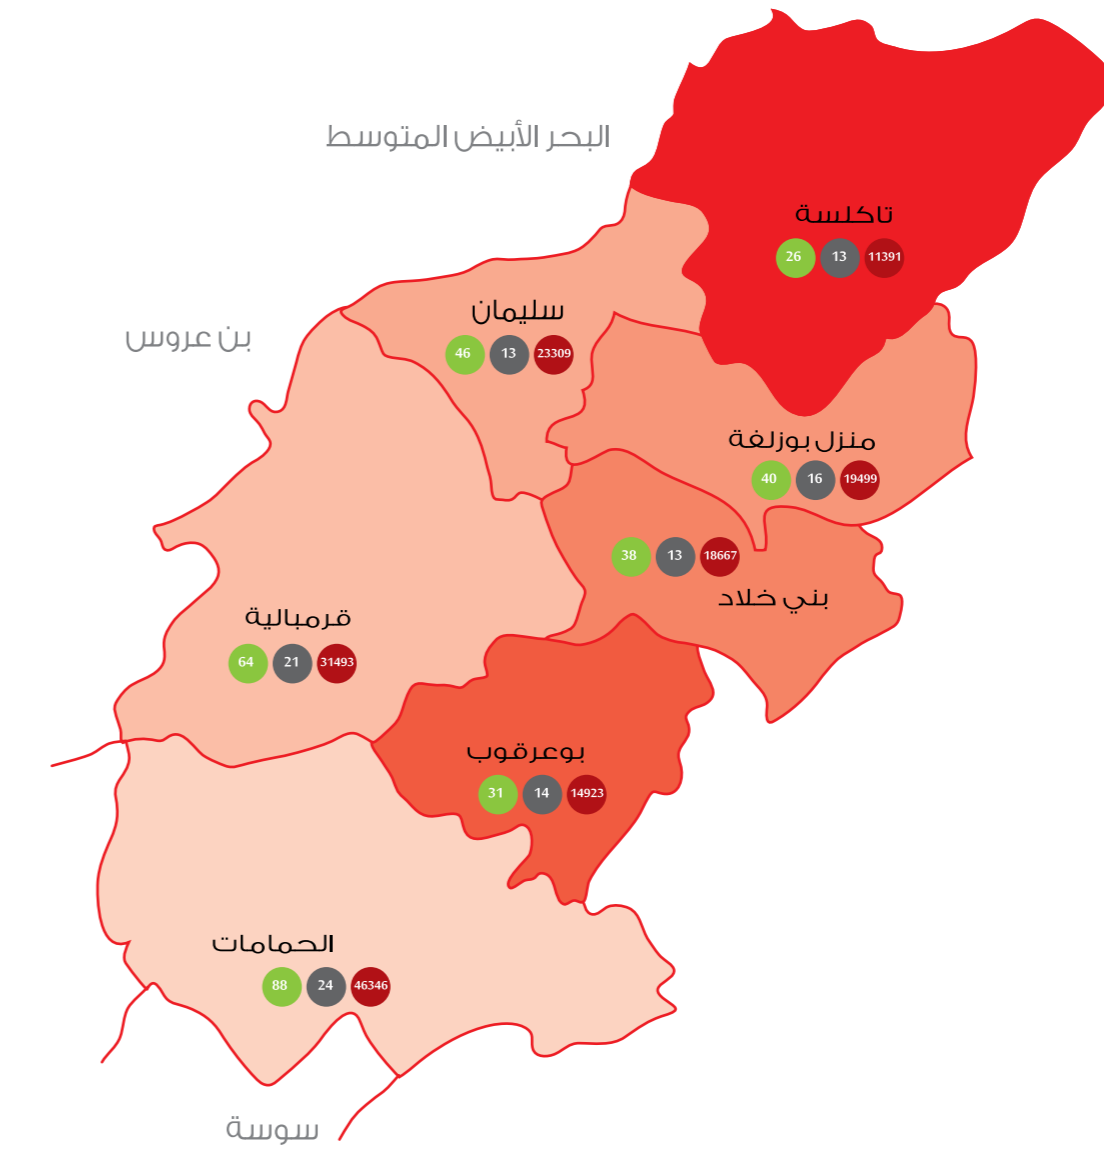 البحر الأبيض المتوسط
تاكلسة
26 13 11391
سليمان
46 13 23309
بن عروس
منزل بوزلفة
40 16 19499
38 13 18667
بني خلاد
قرمبالية
64 21 31493
بوعرقوب
31 14 14923
الحمامات
88 24 46346
سوسة